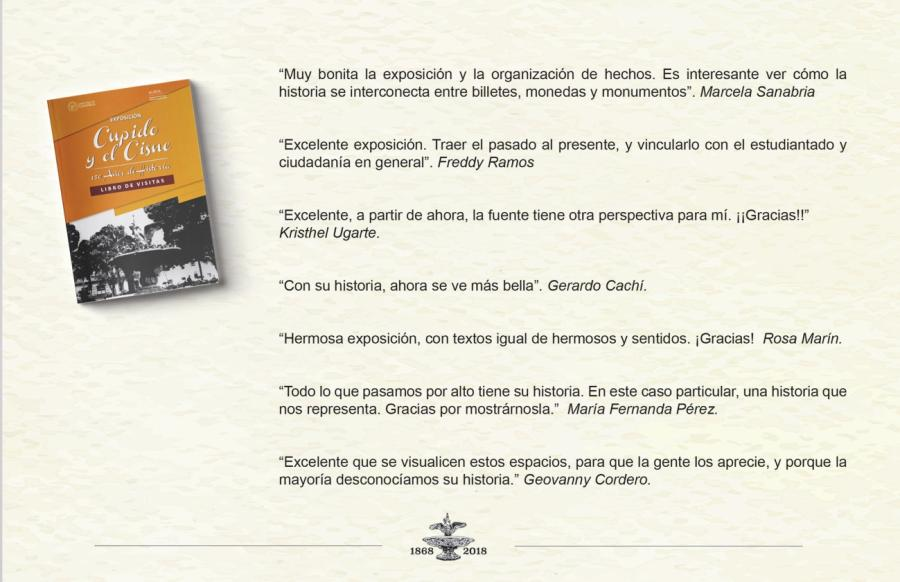 EXPOSICIÓN
Cupido
y el Cisne
150 Años de Historia
LIBRO DE VISITAS
“Muy bonita la exposición y la organización de hechos. Es interesante ver cómo la
historia se interconecta entre billetes, monedas y monumentos”. Marcela Sanabria
“Excelente exposición. Traer el pasado al presente, y vincularlo con el estudiantado y
ciudadanía en general”. Freddy Ramos
“Excelente, a partir de ahora, la fuente tiene otra perspectiva para mí. ¡¡Gracias!!”
Kristhel Ugarte.
“Con su historia, ahora se ve más bella”. Gerardo Cachí.
“Hermosa exposición, con textos igual de hermosos y sentidos. ¡Gracias! Rosa Marín.
“Todo lo que pasamos por alto tiene su historia. En este caso particular, una historia que
nos representa. Gracias por mostrárnosla.” María Fernanda Pérez.
“Excelente que se visualicen estos espacios, para que la gente los aprecie, y porque la
mayoría desconocíamos su historia.” Geovanny Cordero.
1868 2018